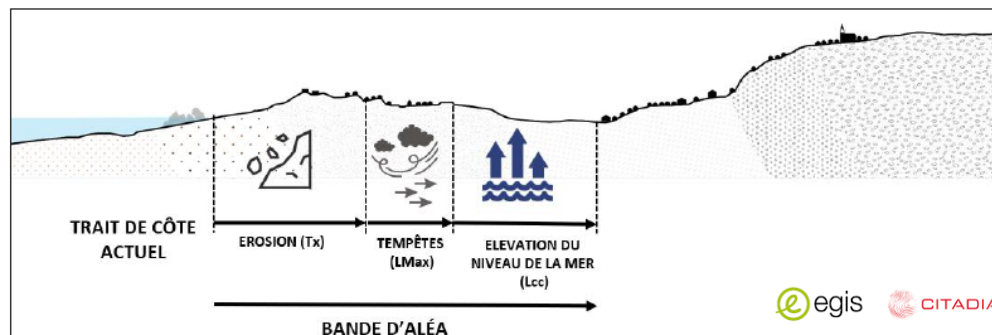 TRAIT DE CÔTE
ACTUEL
EROSION (Tx)
TEMPÊTES
(LMax)
ELEVATION DU
NIVEAU DE LA MER
(Lcc)
BANDE D'ALÉA
egis
CITADIA